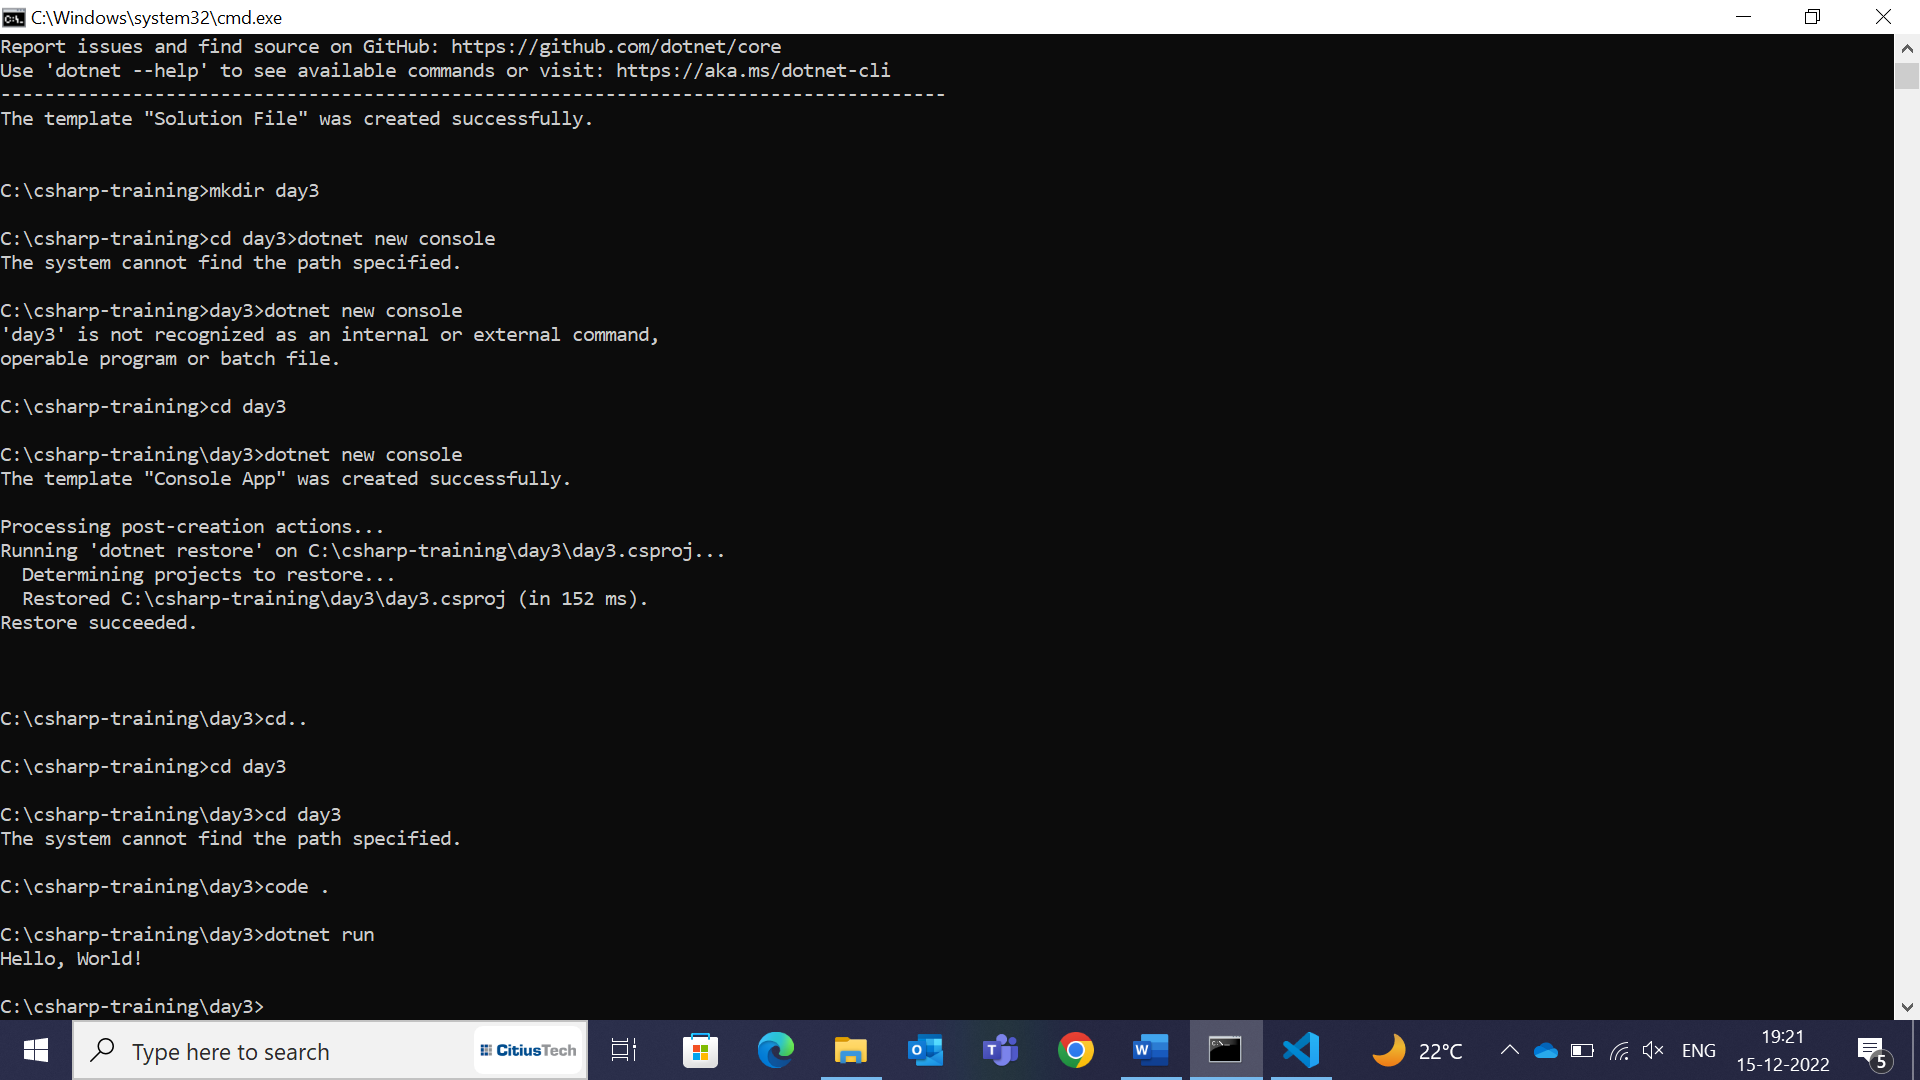 C:\Windows\system32\cmd.exe
Report issues and find source on GitHub: https://github.com/dotnet/core
Use 'dotnet --help' to see available commands or visit: https://aka.ms/dotnet-cli
--------------------------------------------------------------------------------------
The template "Solution File" was created successfully.
C:\csharp-training>mkdir day3
C:\csharp-training>cd day3>dotnet new console
The system cannot find the path specified.
C:\csharp-training>day3>dotnet new console
'day3' is not recognized as an internal or external command,
operable program or batch file.
C:\csharp-training>cd day3
C:\csharp-training\day3>dotnet new console
The template "Console App" was created successfully.
Processing post-creation actions...
Running 'dotnet restore' on C:\csharp-training\day3\day3.csproj...
  Determining projects to restore...
  Restored C:\csharp-training\day3\day3.csproj (in 152 ms).
Restore succeeded.
C:\csharp-training\day3>cd..
C:\csharp-training>cd day3
C:\csharp-training\day3>cd day3
The system cannot find the path specified.
C:\csharp-training\day3>code .
C:\csharp-training\day3>dotnet run
Hello, World!
C:\csharp-training\day3>
Type here to search
CitiusTech
22°C
ENG
19:21
15-12-2022
5